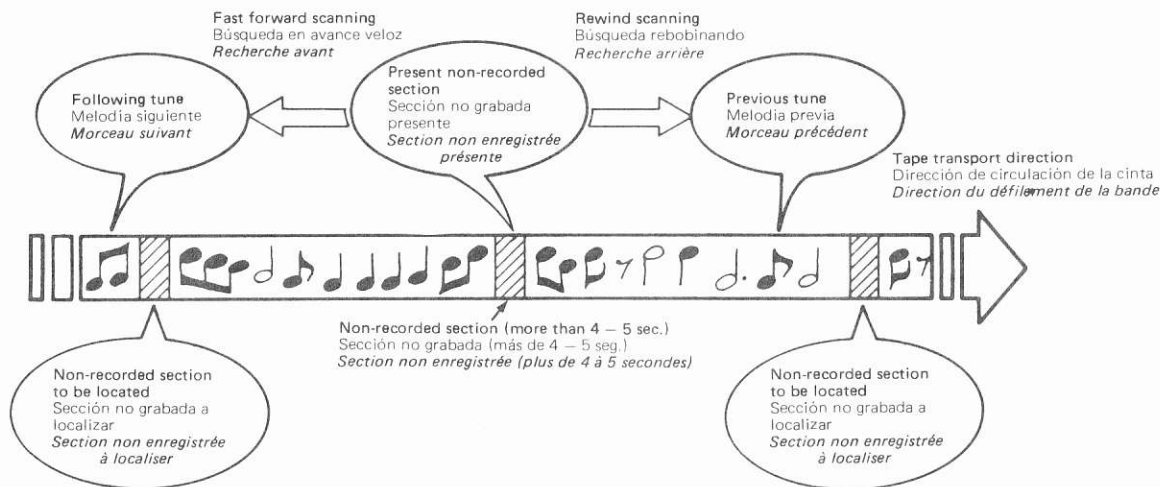 Fast forward scanning
Búsqueda en avance veloz
Recherche avant
Rewind scanning
Búsqueda rebobinando
Recherche arrière
Following tune
Melodía siguiente
Morceau suivant
Present non-recorded
section
Sección no grabada
presente
Section non enregistrée
présente
Previous tune
Melodía previa
Morceau précédent
Tape transport direction
Dirección de circulación de la cinta
Direction du défilement de la bande
Non-recorded section (more than 4 – 5 sec.)
Sección no grabada (más de 4 – 5 seg.)
Section non enregistrée (plus de 4 à 5 secondes)
Non-recorded section
to be located
Sección no grabada a
localizar
Section non enregistrée
à localiser
Non-recorded section
to be located
Sección no grabada a
localizar
Section non enregistrée
à localiser